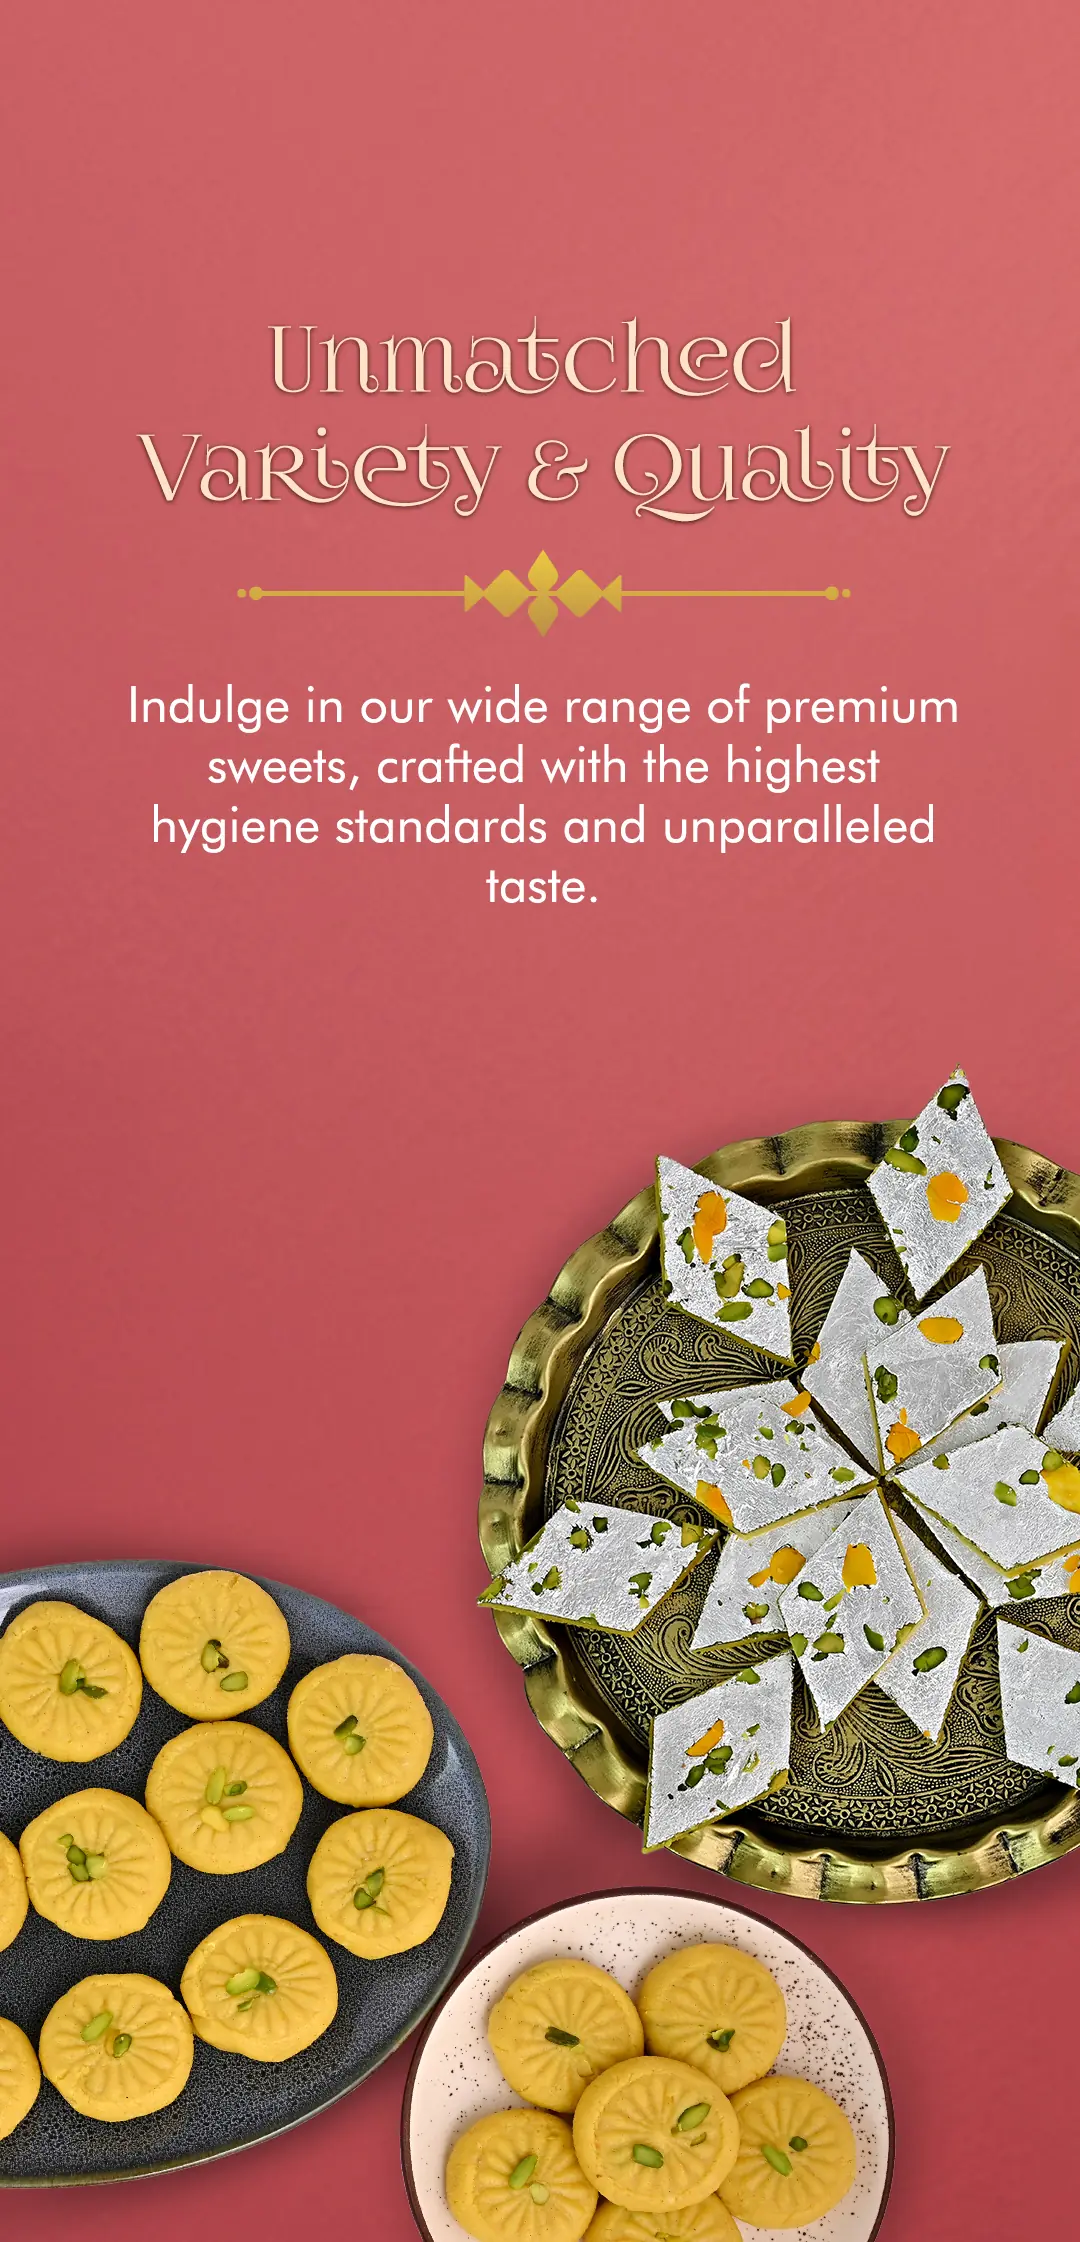 Unmatched
Variety & Quality
Indulge in our wide range of premium
sweets, crafted with the highest
hygiene standards and unparalleled
taste.